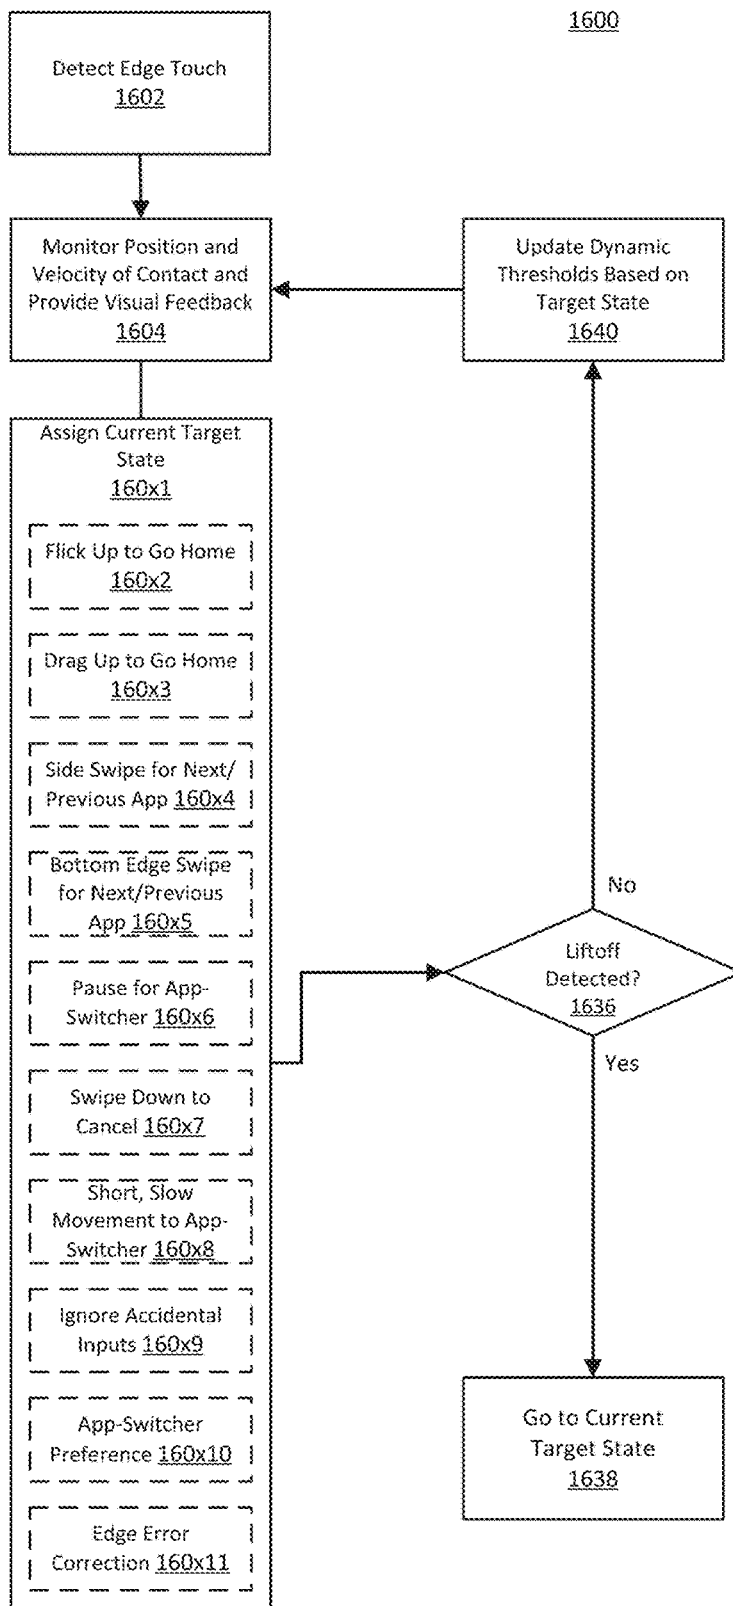 1600
Detect Edge Touch
1602
Monitor Position and
Velocity of Contact and
Provide Visual Feedback
1604
Update Dynamic
Thresholds Based on
Target State
1640
Assign Current Target
State
160x1
Flick Up to Go Home
160x2
Drag Up to Go Home
160x3
Side Swipe for Next/
Previous App 160x4
Bottom Edge Swipe
for Next/Previous
App 160x5
Pause for App-
Switcher 160x6
Swipe Down to
Cancel 160x7
Short, Slow
Movement to App-
Switcher 160x8
Ignore Accidental
Inputs 160x9
App-Switcher
Preference 160x10
Edge Error
Correction 160x11
No
Liftoff
Detected?
1636
Yes
Go to Current
Target State
1638